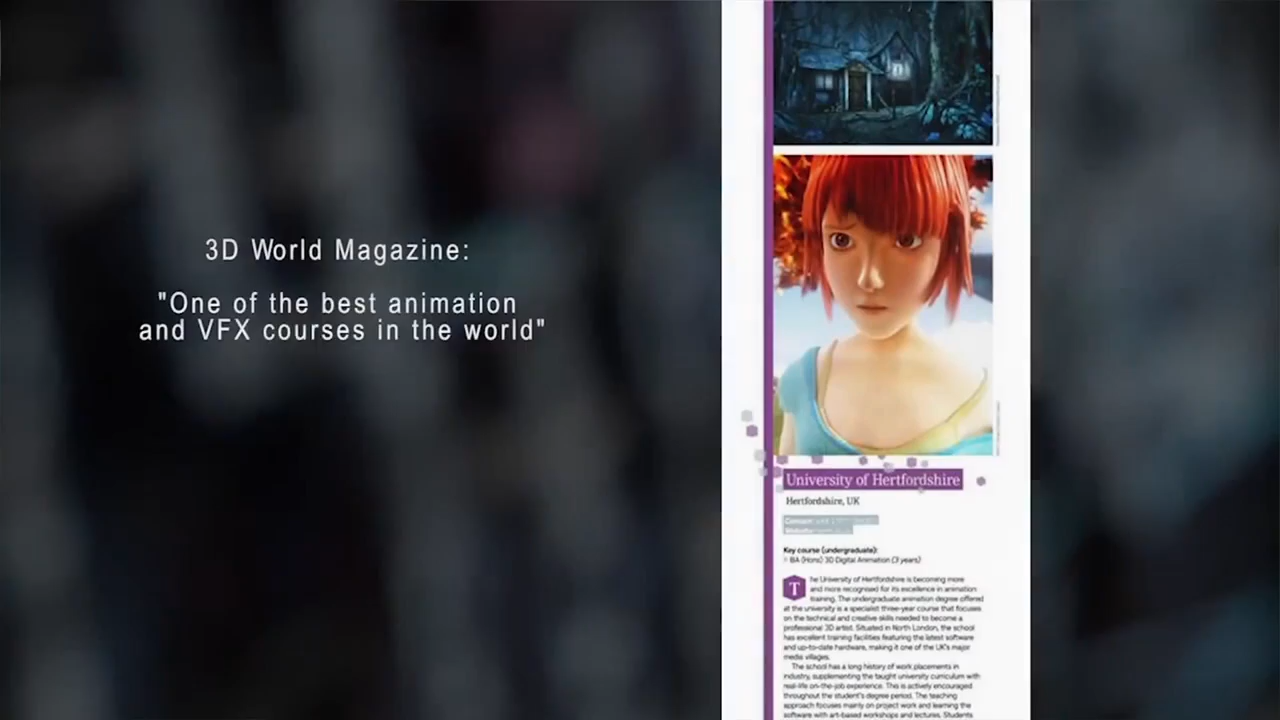 3D World Magazine:
"One of the best animation
and VFX courses in the world"
University of Hertfordshire
Hertfordshire, UK
Key course (undergraduate):
BA (Hons) 3D Digital Animation (3 years)
The University of Hertfordshire is becoming more
and more recognised for its excellence in animation
training. The undergraduate animation degree offered
at the university is a specialist three-year course that focuses
on the technical and creative skills needed to become a
professional 3D artist. Situated in North London, the school
has excellent training facilities featuring the latest software
and up-to-date hardware, making it one of the UK's major
media villages.
The school has a long history of work placements in
industry, supplementing the taught university curriculum with
real-life on-the-job experience. This is actively encouraged
throughout the student's degree period. The teaching
approach focuses mainly on project work and learning the
software with art-based workshops and lectures. Students